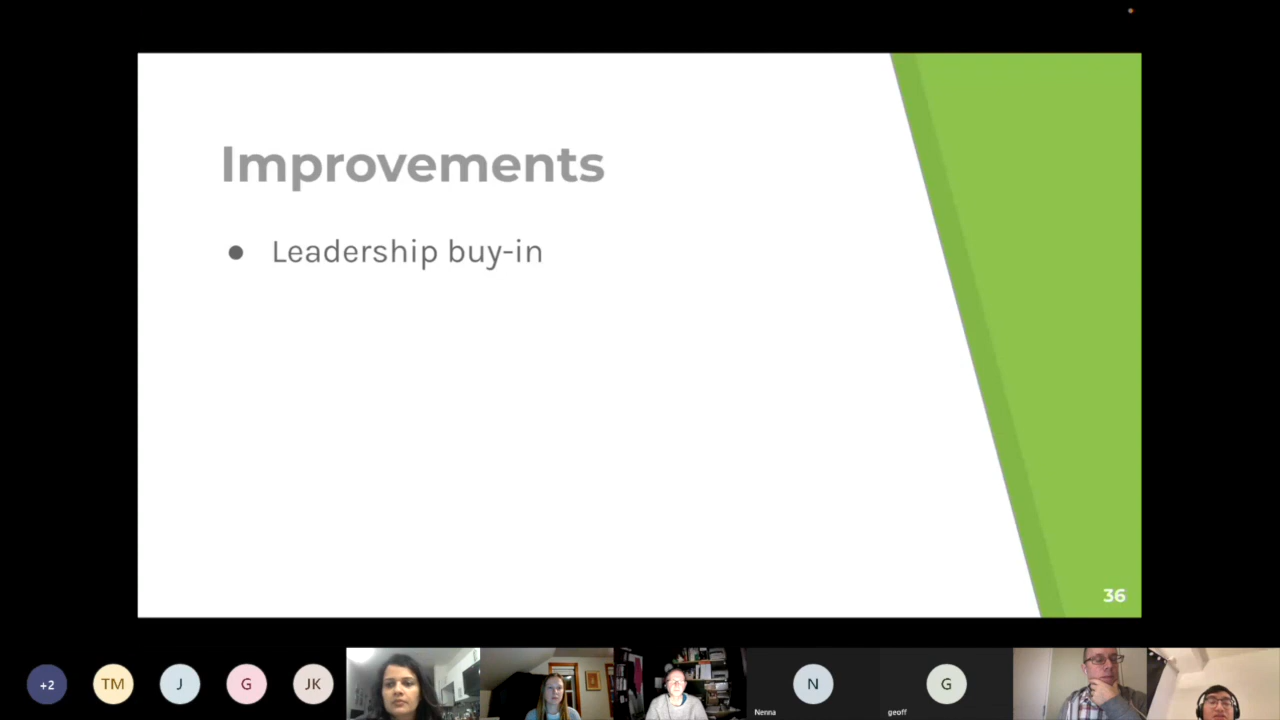 Improvements
● Leadership buy-in
36
+2
TM
J
G
JK
N
Nenna
G
geoff